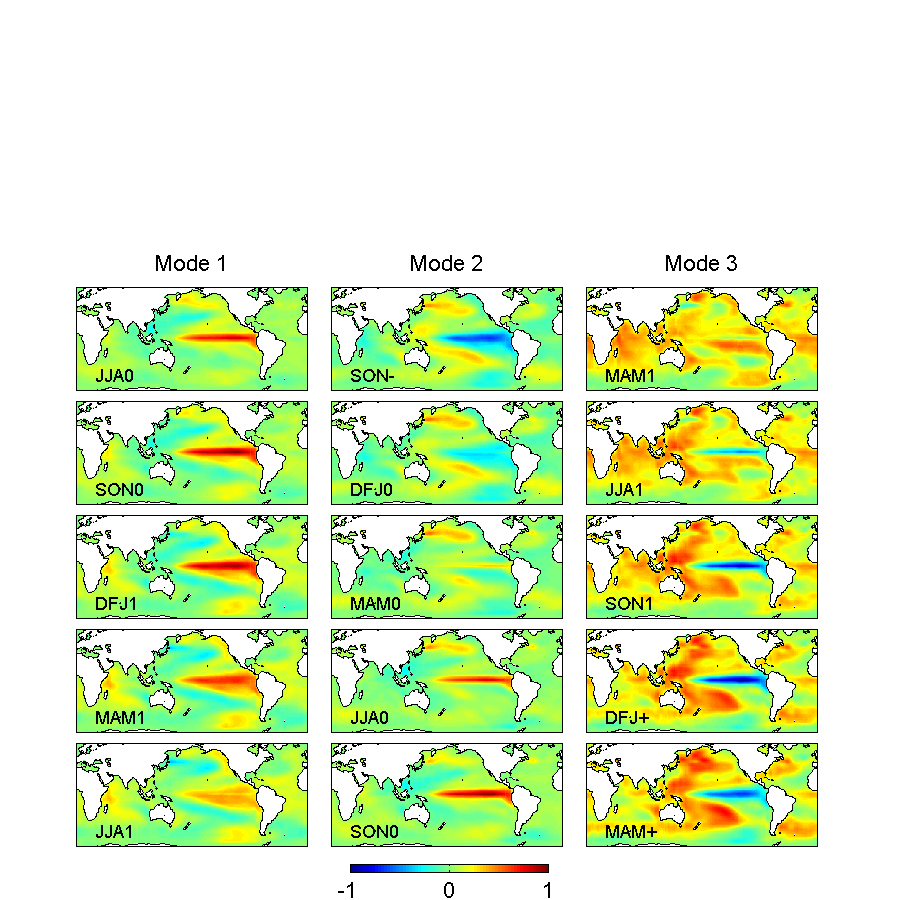 Mode 1 Mode 2 Mode 3
JJA0 SON- MAM1
SON0 DFJ0 JJA1
DFJ1 MAM0 SON1
MAM1 JJA0 DFJ+
JJA1 SON0 MAM+
-1 0 1